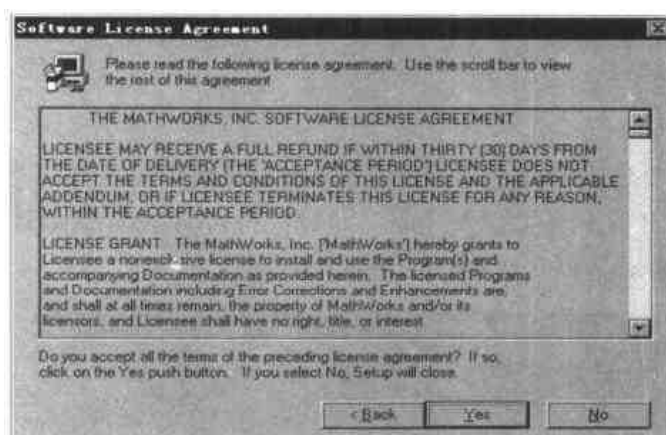 Software License Agreement
Please read the following license agreement. Use the scroll bar to view
the rest of this agreement
THE MATHWORKS, INC. SOFTWARE LICENSE AGREEMENT
LICENSEE MAY RECEIVE A FULL REFUND IF WITHIN THIRTY (30) DAYS FROM
THE DATE OF DELIVERY (THE 'ACCEPTANCE PERIOD') LICENSEE DOES NOT
ACCEPT THE TERMS AND CONDITIONS OF THIS LICENSE AND THE APPLICABLE
ADDENDUM, OR IF LICENSEE TERMINATES THIS LICENSE FOR ANY REASON,
WITHIN THE ACCEPTANCE PERIOD.
LICENSE GRANT. The MathWorks, Inc. ['MathWorks'] hereby grants to
Licensee a nonexclusive license to install and use the Program(s) and
accompanying Documentation as provided herein. The licensed Programs
and Documentation including Error Corrections and Enhancements are,
and shall at all times remain, the property of MathWorks and/or its
licensors, and Licensee shall have no right, title, or interest
Do you accept all the terms of the preceding license agreement? If so,
click on the Yes push button. If you select No, Setup will close.
< Back Yes No